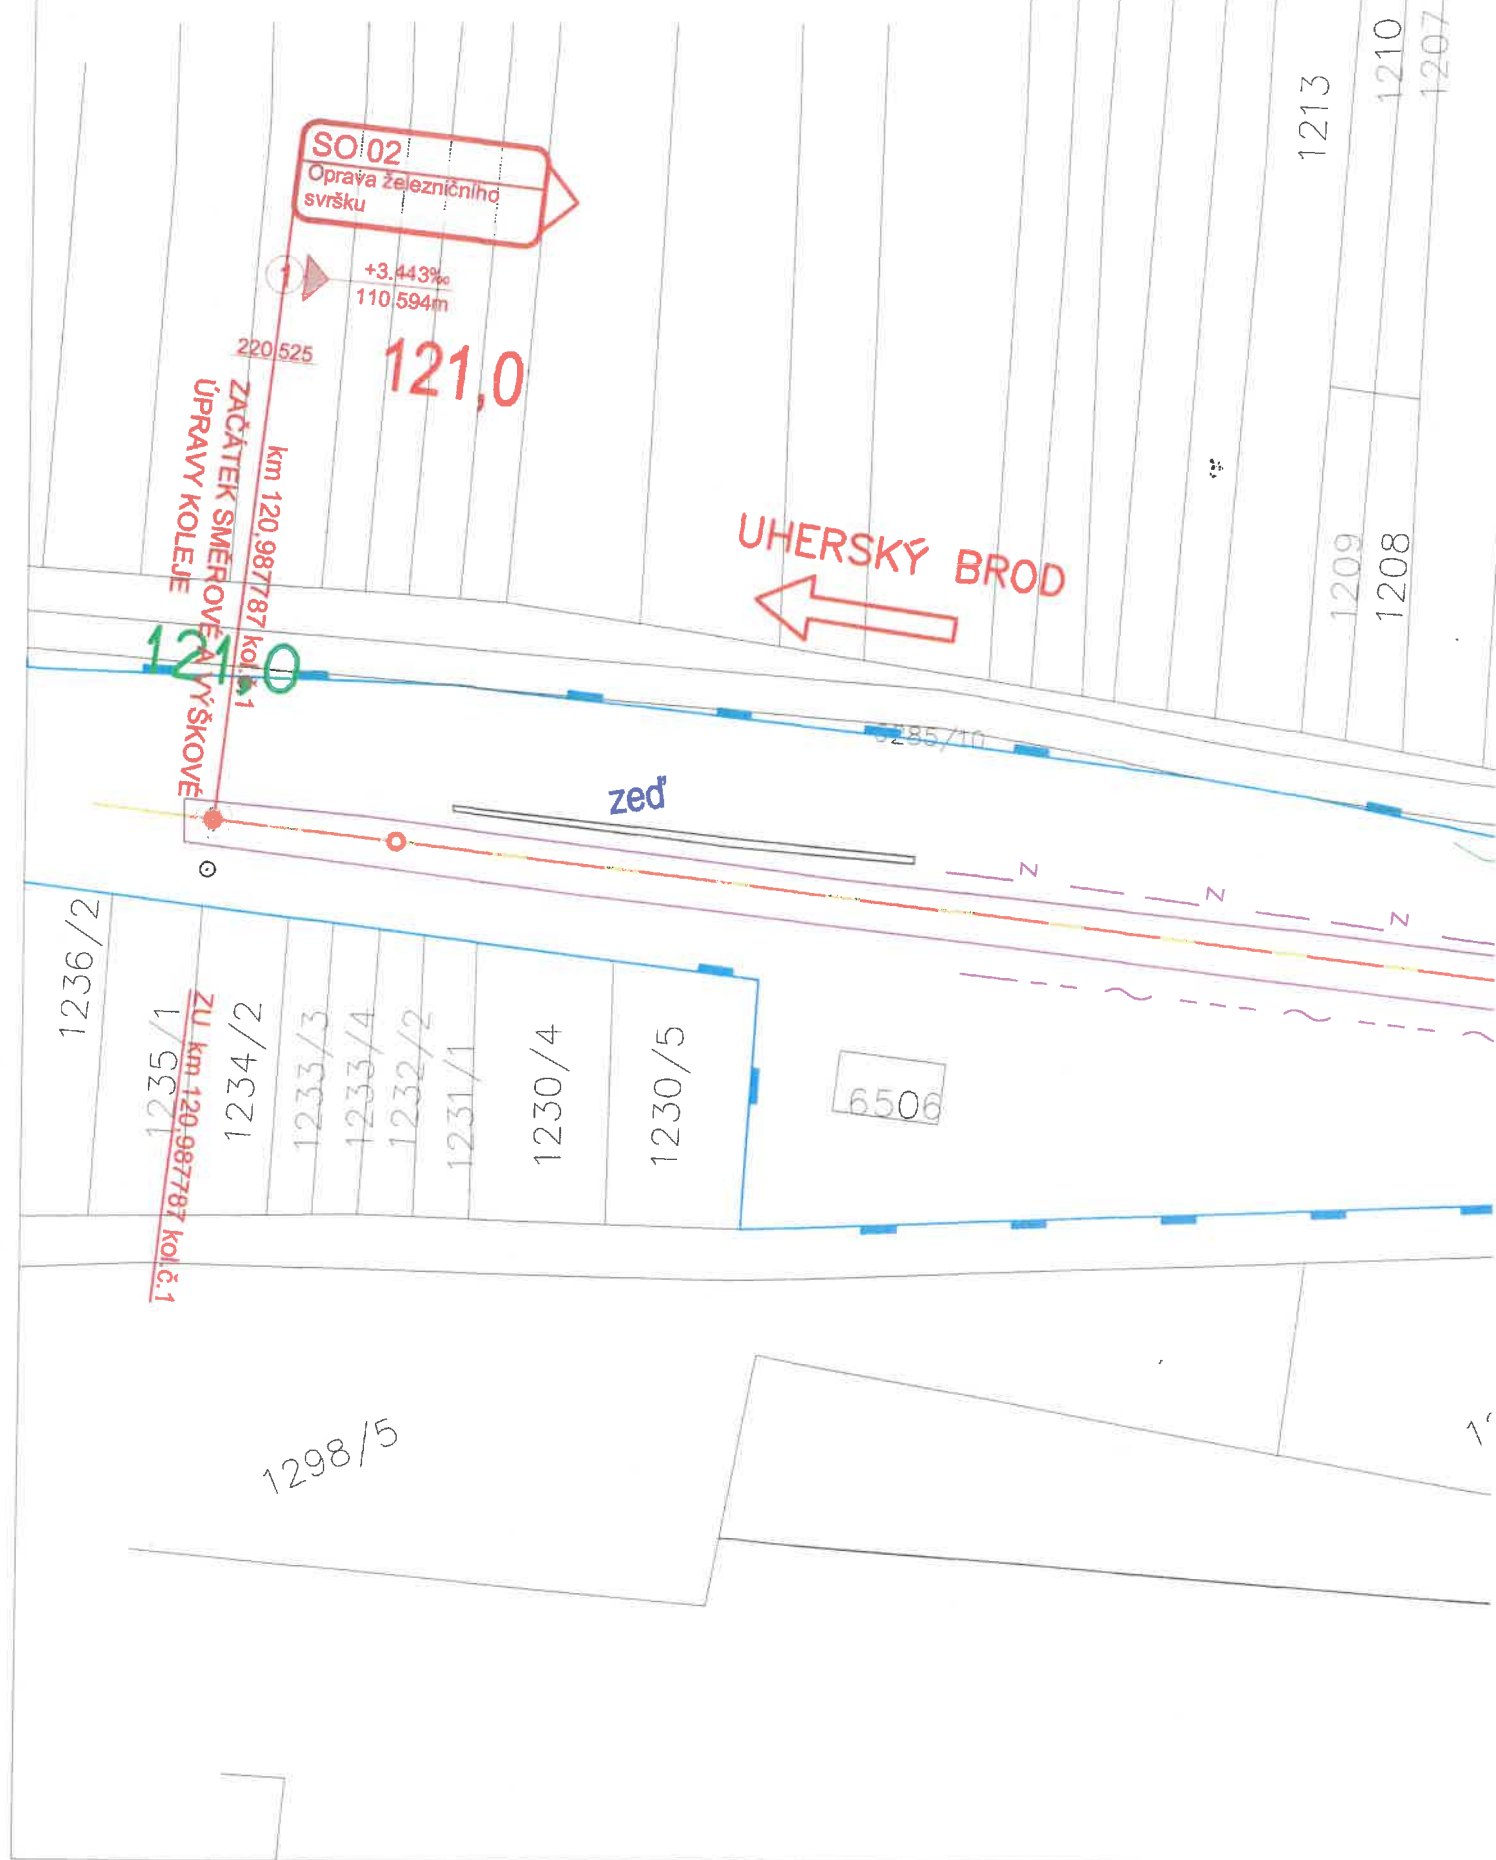 1213
1210
1207
SO 02
Oprava železničního
svršku
1
+3.443‰
110.594m
220.525
121,0
km 120,987787 kol.č.1
ZAČÁTEK SMĚROVÉ A VÝŠKOVÉ
ÚPRAVY KOLEJE
UHERSKÝ BROD
1209
1208
121,0
zeď
N
N
N
1236/2
1235/1
1234/2
1233/3
1233/4
1232/2
1231/1
1230/4
1230/5
6506
ZU km 120,987787 kol.č.1
1298/5